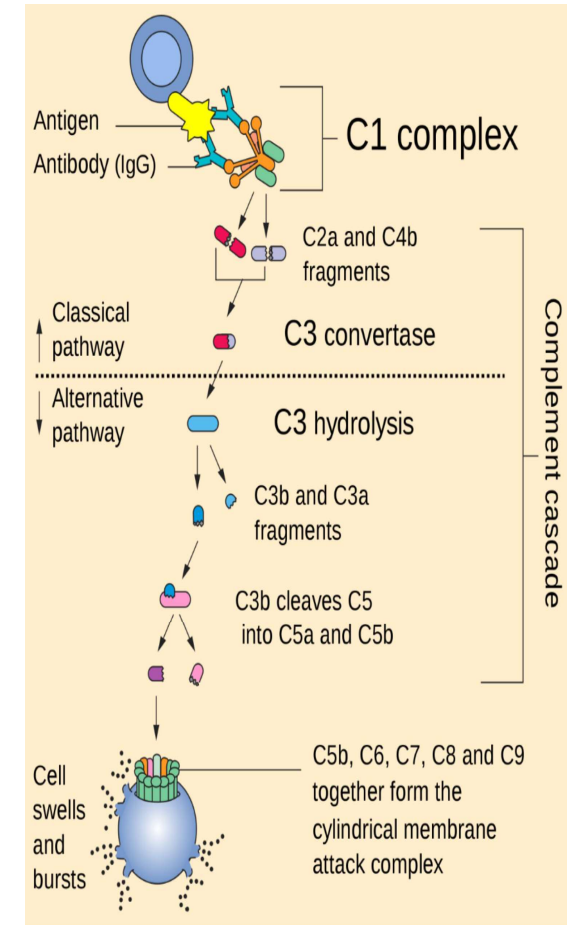 Antigen
Antibody (IgG)
C1 complex
C2a and C4b
fragments
Classical
pathway
C3 convertase
Alternative
pathway
C3 hydrolysis
C3b and C3a
fragments
C3b cleaves C5
into C5a and C5b
Complement cascade
Cell
swells
and
bursts
C5b, C6, C7, C8 and C9
together form the
cylindrical membrane
attack complex